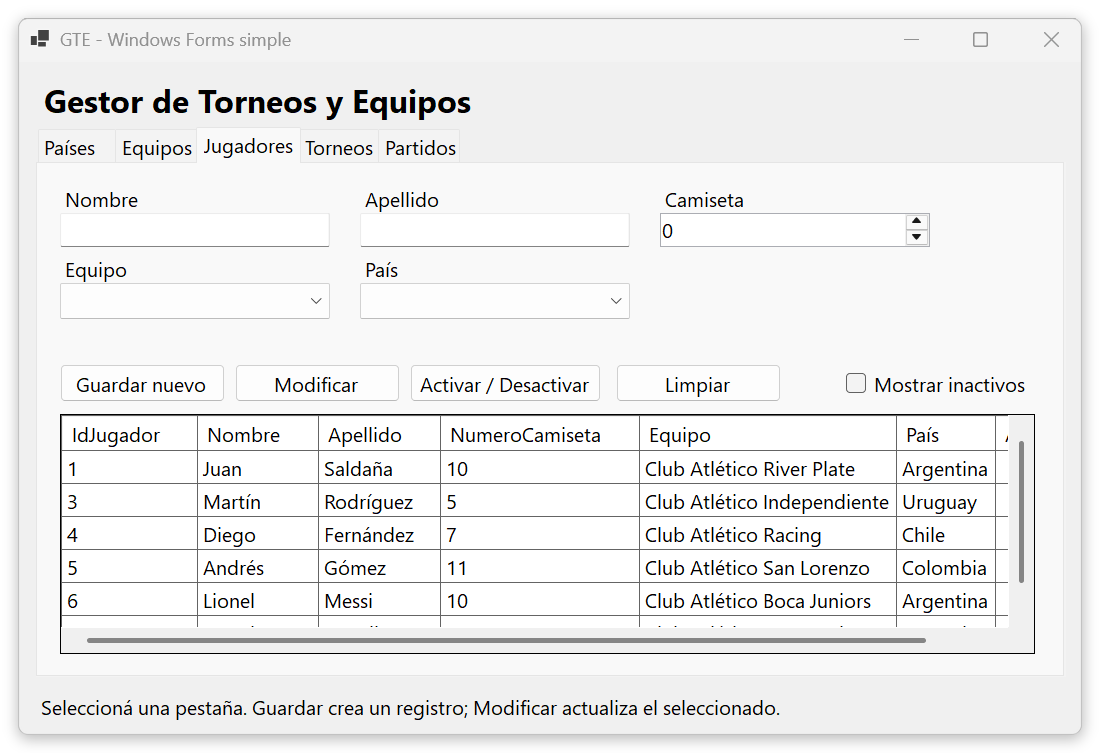 GTE - Windows Forms simple
Gestor de Torneos y Equipos
Países Equipos Jugadores Torneos Partidos
Nombre Apellido Camiseta
0
Equipo País
Guardar nuevo Modificar Activar / Desactivar Limpiar Mostrar inactivos
IdJugador Nombre Apellido NumeroCamiseta Equipo País
1 Juan Saldaña 10 Club Atlético River Plate Argentina
3 Martín Rodríguez 5 Club Atlético Independiente Uruguay
4 Diego Fernández 7 Club Atlético Racing Chile
5 Andrés Gómez 11 Club Atlético San Lorenzo Colombia
6 Lionel Messi 10 Club Atlético Boca Juniors Argentina
Seleccioná una pestaña. Guardar crea un registro; Modificar actualiza el seleccionado.